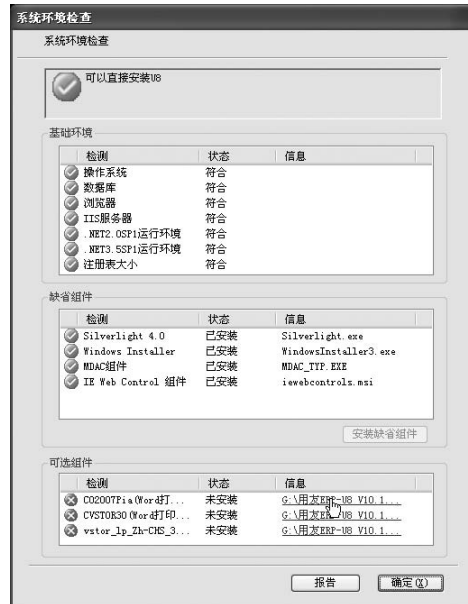 系统环境检查
系统环境检查
可以直接安装U8
基础环境
检测 状态 信息
操作系统 符合
数据库 符合
浏览器 符合
IIS服务器 符合
.NET2.0SP1运行环境 符合
.NET3.5SP1运行环境 符合
注册表大小 符合
缺省组件
检测 状态 信息
Silverlight 4.0 已安装 Silverlight.exe
Windows Installer 已安装 WindowsInstaller3.exe
MDAC组件 已安装 MDAC_TYP.EXE
IE Web Control 组件 已安装 iewebcontrols.msi
安装缺省组件
可选组件
检测 状态 信息
CO2007Pia(Word打... 未安装 G:\用友ERP-U8 V10.1...
CVSTOR30(Word打印... 未安装 G:\用友ERP-U8 V10.1...
vstor_lp_Zh-CHS_3... 未安装 G:\用友ERP-U8 V10.1...
报告 确定(X)